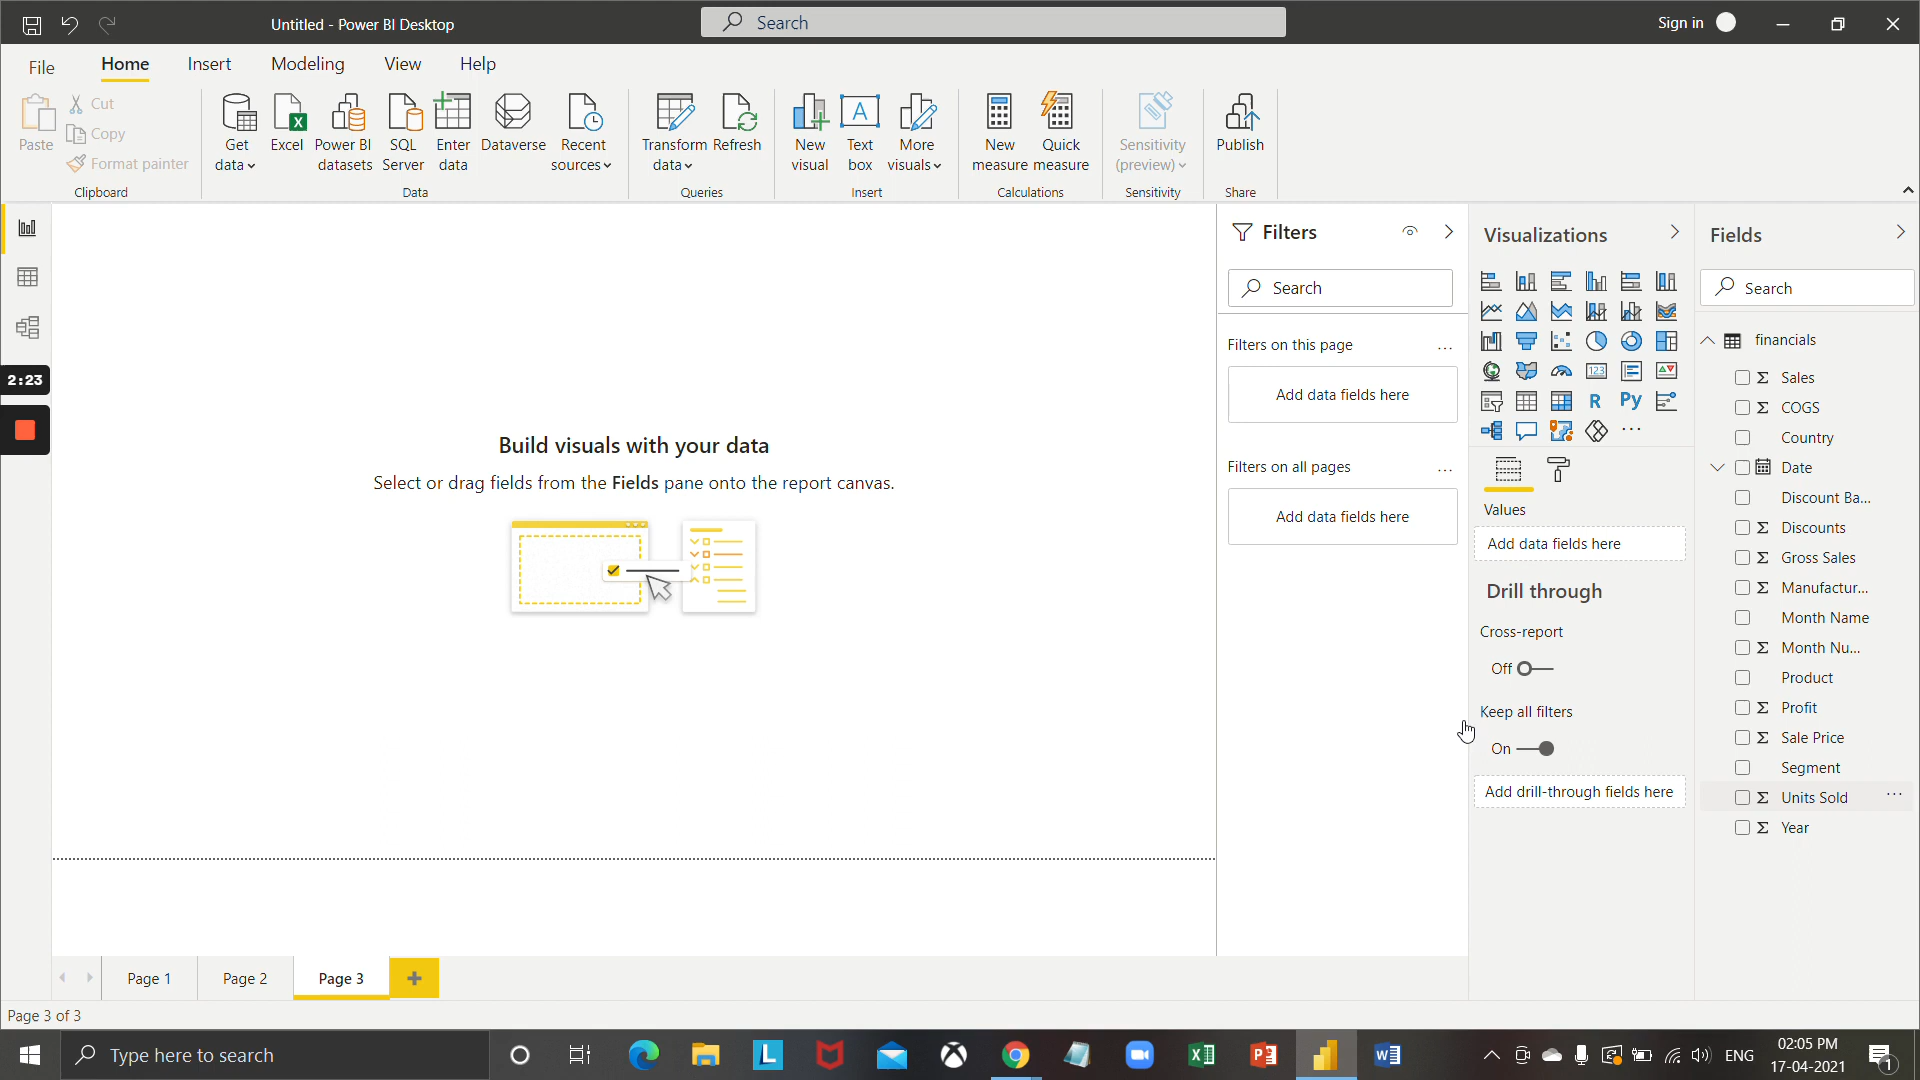 Untitled - Power BI Desktop
Search
Sign in
File
Home
Insert
Modeling
View
Help
Paste
Cut
Copy
Format painter
Clipboard
Get data
Excel
Power BI datasets
SQL Server
Enter data
Dataverse
Recent sources
Data
Transform data
Refresh
Queries
New visual
Text box
More visuals
Insert
New measure
Quick measure
Calculations
Sensitivity (preview)
Sensitivity
Publish
Share
2:23
Build visuals with your data
Select or drag fields from the Fields pane onto the report canvas.
Filters
Search
Filters on this page
...
Add data fields here
Filters on all pages
...
Add data fields here
Visualizations
123
R
Py
...
Values
Add data fields here
Drill through
Cross-report
Off
Keep all filters
On
Add drill-through fields here
Fields
Search
financials
Σ Sales
Σ COGS
Country
Date
Discount Ba...
Σ Discounts
Σ Gross Sales
Σ Manufactur...
Month Name
Σ Month Nu...
Product
Σ Profit
Σ Sale Price
Segment
Σ Units Sold ...
Σ Year
Page 1
Page 2
Page 3
+
Page 3 of 3
Type here to search
ENG
02:05 PM
17-04-2021
1